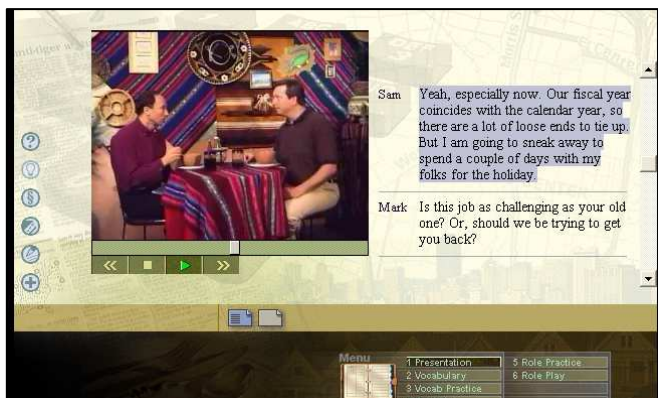 Sam Yeah, especially now. Our fiscal year
coincides with the calendar year, so
there are a lot of loose ends to tie up.
But I am going to sneak away to
spend a couple of days with my
folks for the holiday.
Mark Is this job as challenging as your old
one? Or, should we be trying to get
you back?
Menu
1 Presentation
2 Vocabulary
3 Vocab Practice
5 Role Practice
6 Role Play